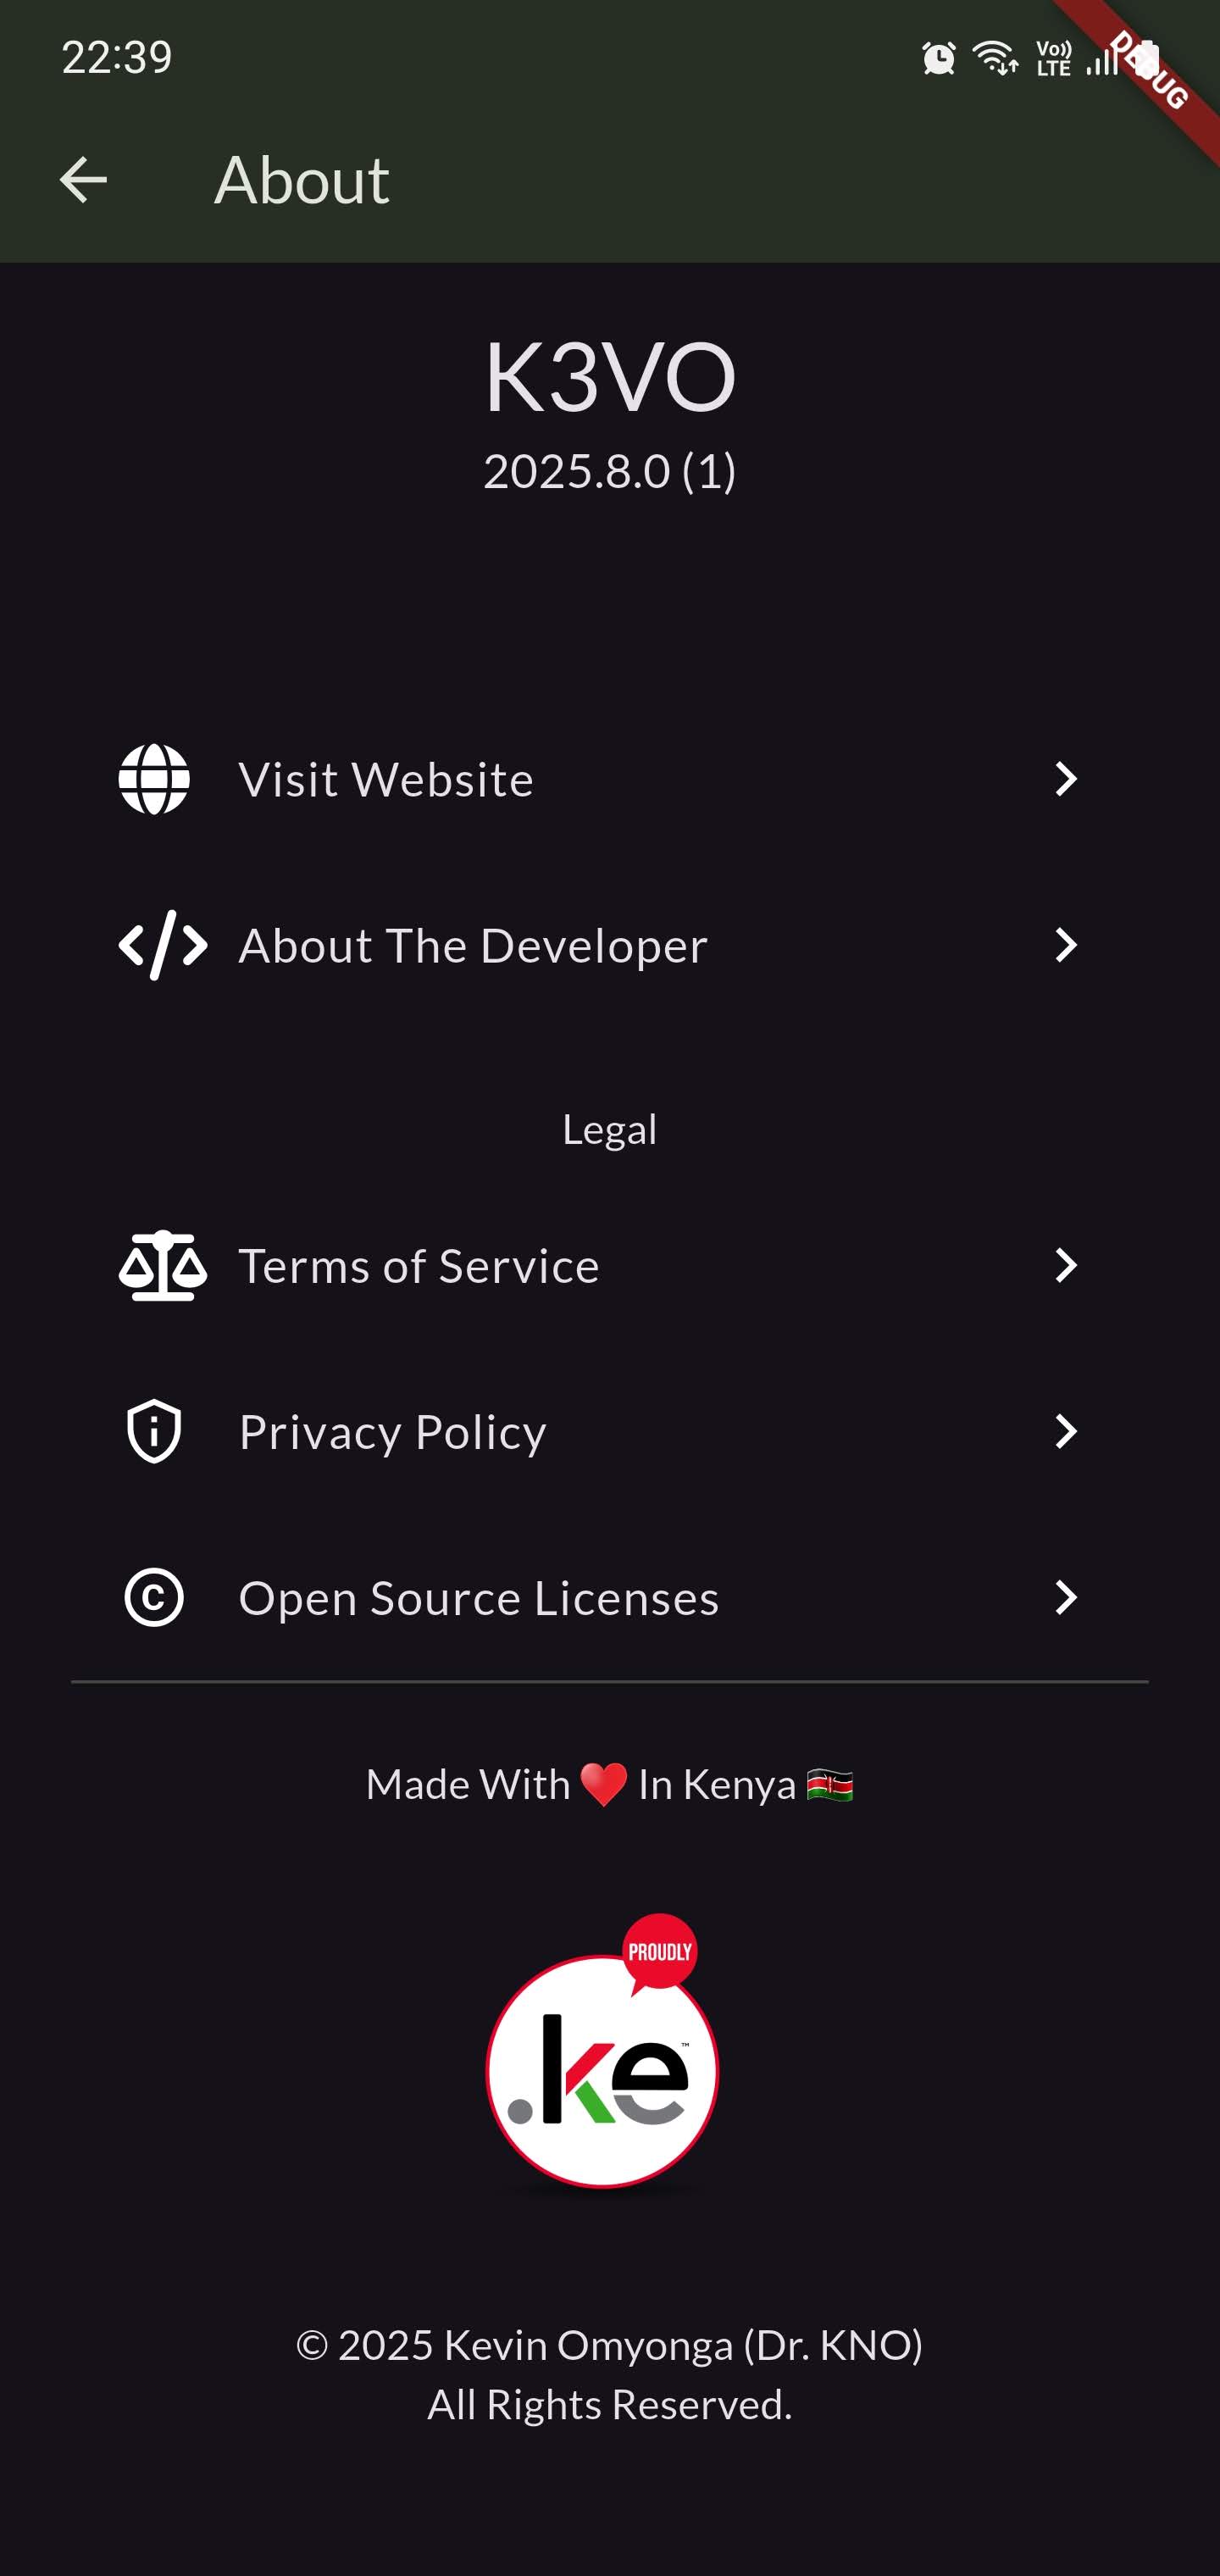 22:39
Vo))
LTE
DEBUG
About
K3VO
2025.8.0 (1)
Visit Website
About The Developer
Legal
Terms of Service
Privacy Policy
Open Source Licenses
Made With ❤️ In Kenya 🇰🇪
PROUDLY
.ke™
© 2025 Kevin Omyonga (Dr. KNO)
All Rights Reserved.